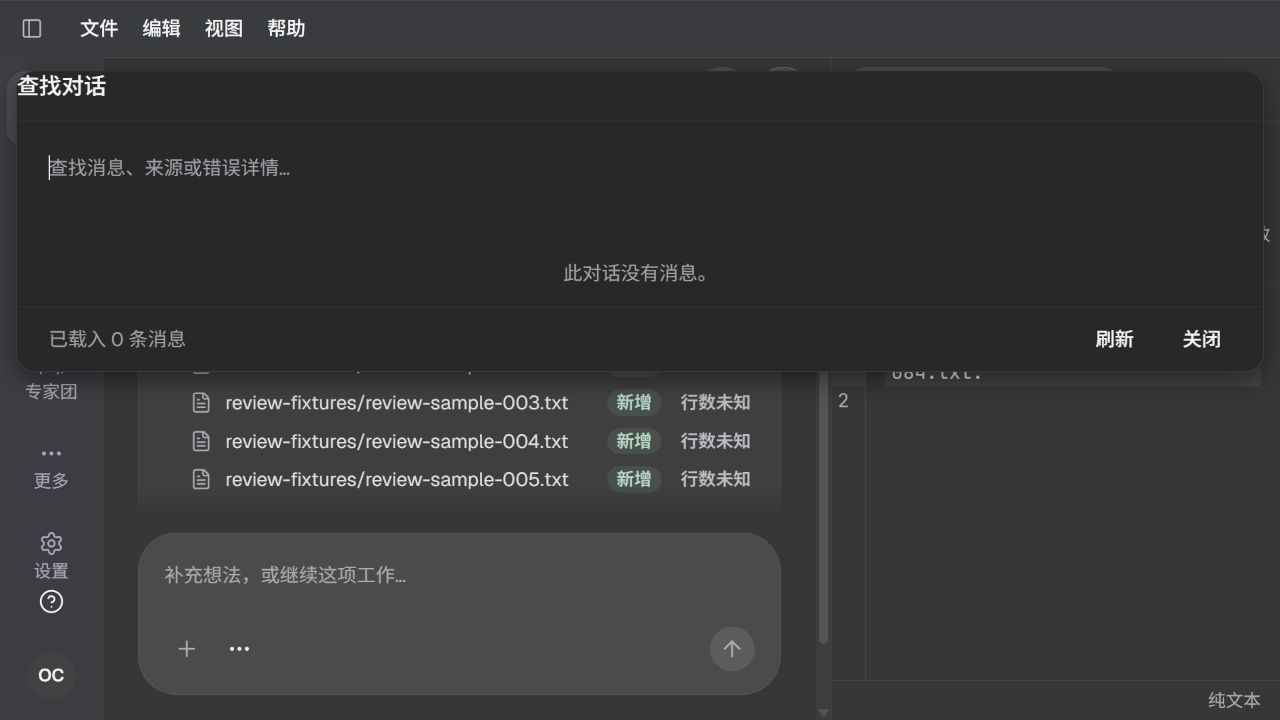 文件 编辑 视图 帮助
查找对话
查找消息、来源或错误详情…
此对话没有消息。
已载入 0 条消息
刷新 关闭
专家团
review-fixtures/review-sample-003.txt 新增 行数未知
review-fixtures/review-sample-004.txt 新增 行数未知
review-fixtures/review-sample-005.txt 新增 行数未知
2
更多
设置
补充想法，或继续这项工作…
OC
纯文本